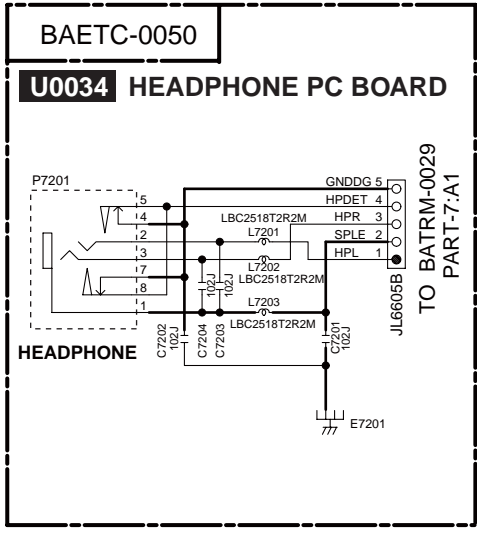 BAETC-0050
U0034 HEADPHONE PC BOARD
P7201
5
4
2
3
7
8
1
HEADPHONE
GNDDG 5
HPDET 4
HPR 3
SPLE 2
HPL 1
JL6605B
TO BATRM-0029
PART-7:A1
LBC2518T2R2M
L7201
L7202
LBC2518T2R2M
L7203
LBC2518T2R2M
C7202
102J
C7204
102J
C7203
102J
C7201
102J
E7201